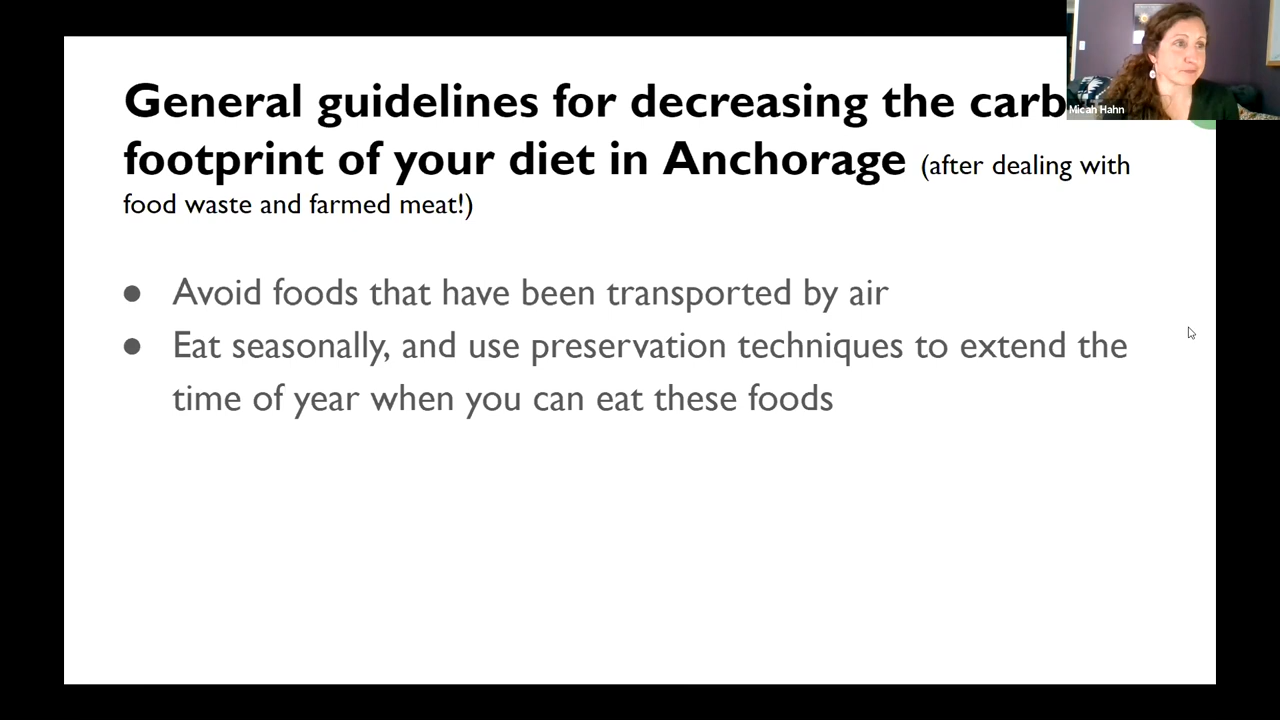 General guidelines for decreasing the carb
footprint of your diet in Anchorage (after dealing with
food waste and farmed meat!)
● Avoid foods that have been transported by air
● Eat seasonally, and use preservation techniques to extend the
time of year when you can eat these foods
Micah Hahn